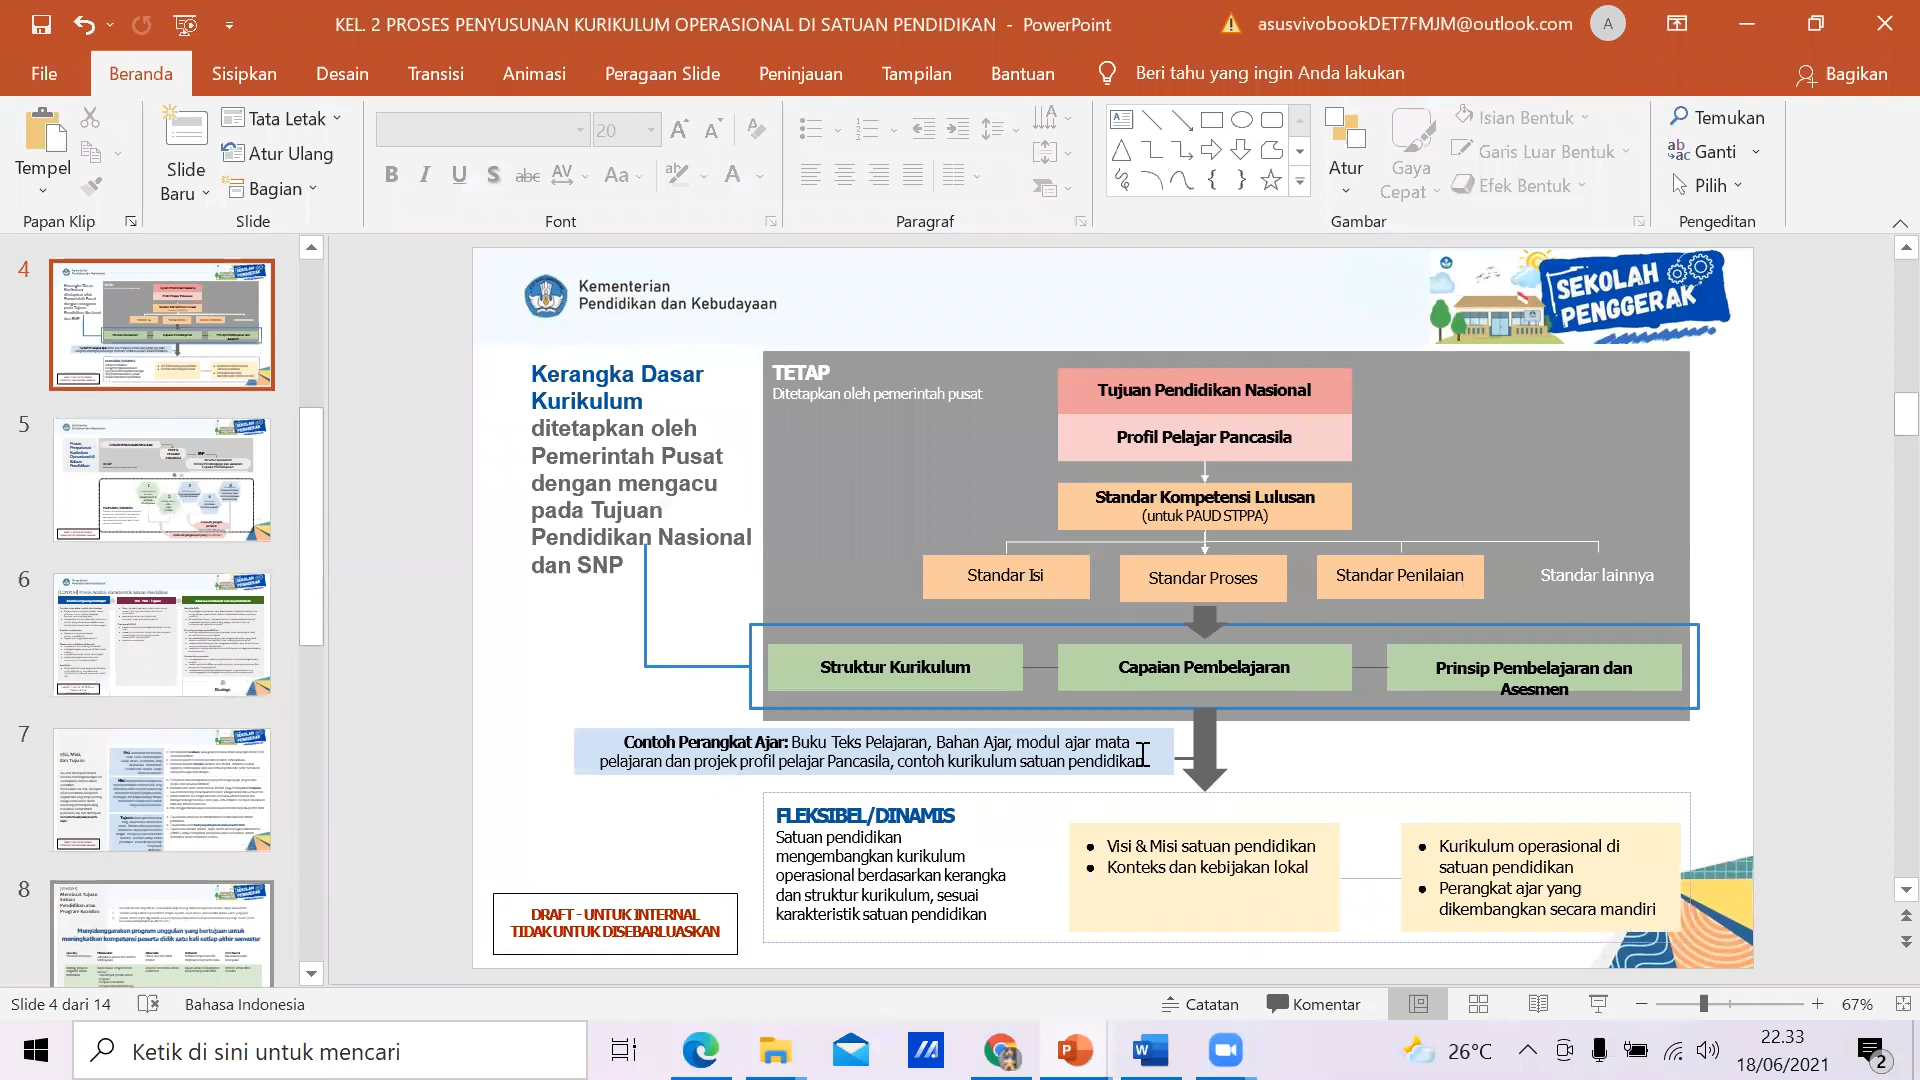 KEL. 2 PROSES PENYUSUNAN KURIKULUM OPERASIONAL DI SATUAN PENDIDIKAN - PowerPoint
asusvivobookDET7FMJM@outlook.com
A
File
Beranda
Sisipkan
Desain
Transisi
Animasi
Peragaan Slide
Peninjauan
Tampilan
Bantuan
Beri tahu yang ingin Anda lakukan
Bagikan
Tempel
Papan Klip
Slide
Baru
Tata Letak
Atur Ulang
Bagian
Slide
20
Font
Paragraf
Atur
Gaya
Cepat
Isian Bentuk
Garis Luar Bentuk
Efek Bentuk
Gambar
Temukan
Ganti
Pilih
Pengeditan
4
5
6
7
8
Kementerian
Pendidikan dan Kebudayaan
SEKOLAH
PENGGERAK
Kerangka Dasar
Kurikulum
ditetapkan oleh
Pemerintah Pusat
dengan mengacu
pada Tujuan
Pendidikan Nasional
dan SNP
TETAP
Ditetapkan oleh pemerintah pusat
Tujuan Pendidikan Nasional
Profil Pelajar Pancasila
Standar Kompetensi Lulusan
(untuk PAUD STPPA)
Standar Isi
Standar Proses
Standar Penilaian
Standar lainnya
Struktur Kurikulum
Capaian Pembelajaran
Prinsip Pembelajaran dan
Asesmen
Contoh Perangkat Ajar: Buku Teks Pelajaran, Bahan Ajar, modul ajar mata
pelajaran dan projek profil pelajar Pancasila, contoh kurikulum satuan pendidikan
FLEKSIBEL/DINAMIS
Satuan pendidikan
mengembangkan kurikulum
operasional berdasarkan kerangka
dan struktur kurikulum, sesuai
karakteristik satuan pendidikan
• Visi & Misi satuan pendidikan
• Konteks dan kebijakan lokal
• Kurikulum operasional di
satuan pendidikan
• Perangkat ajar yang
dikembangkan secara mandiri
DRAFT - UNTUK INTERNAL
TIDAK UNTUK DISEBARLUASKAN
Slide 4 dari 14
Bahasa Indonesia
Catatan
Komentar
67%
Ketik di sini untuk mencari
26°C
22.33
18/06/2021
2